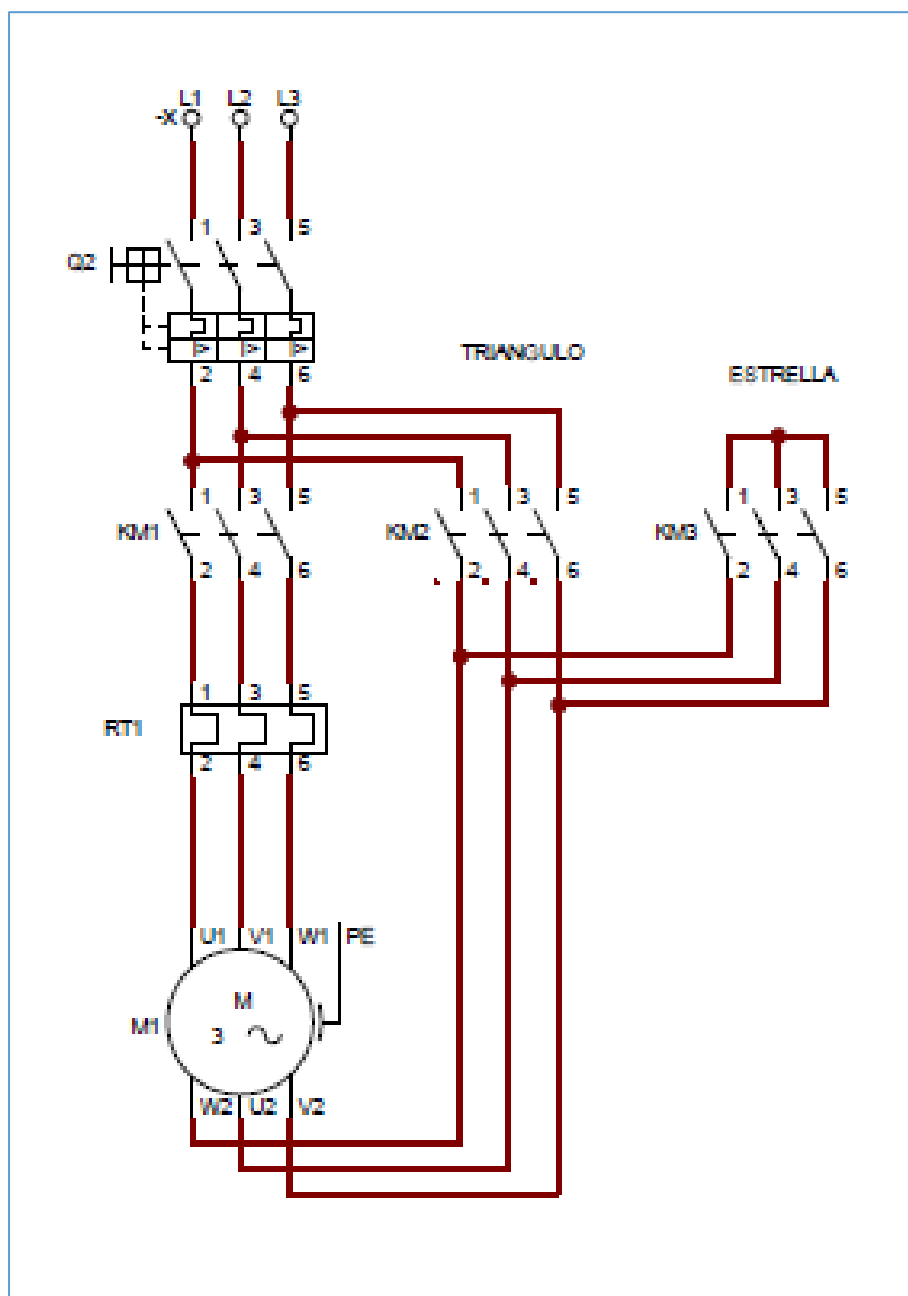 L1 L2 L3
-X
1 3 5
Q2
I> I> I>
2 4 6
TRIANGULO
ESTRELLA
1 3 5
KM1
2 4 6
1 3 5
KM2
2 4 6
1 3 5
KM3
2 4 6
1 3 5
RT1
2 4 6
U1 V1 W1 PE
M
3 ~
M1
W2 U2 V2